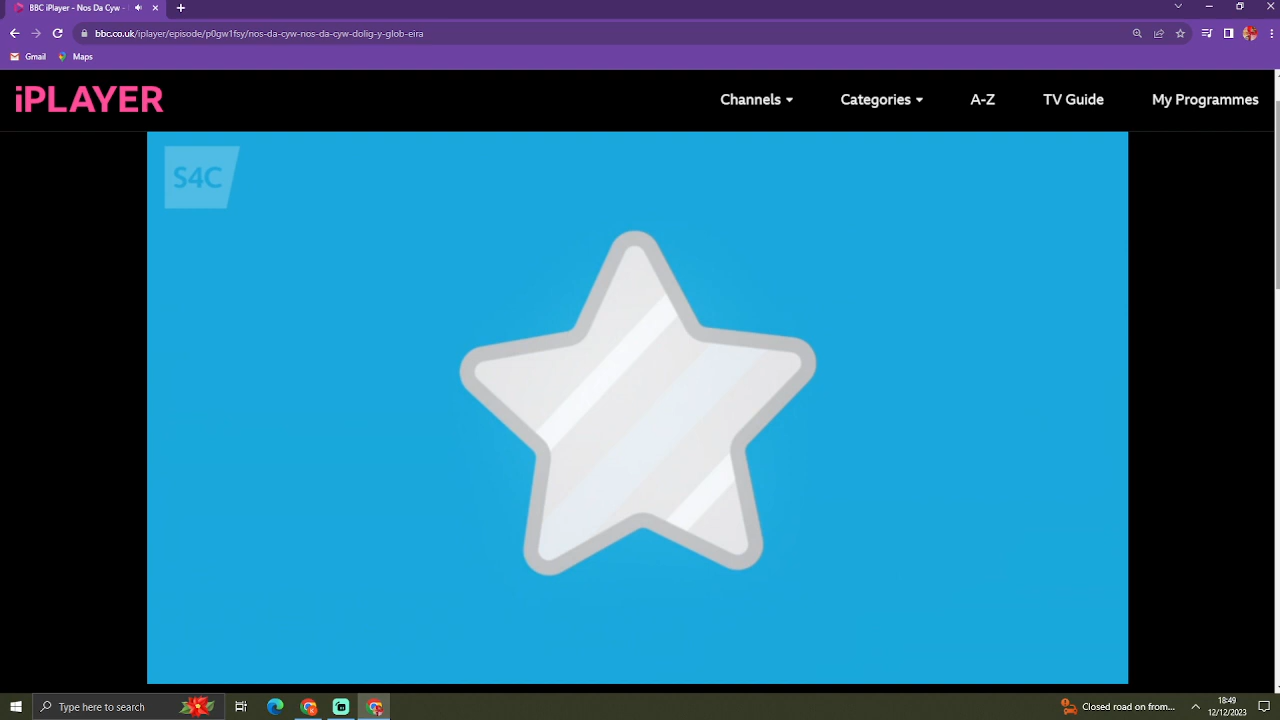 BBC iPlayer - Nos Da Cyw -
bbc.co.uk/iplayer/episode/p0gw1fsy/nos-da-cyw-nos-da-cyw-dolig-y-glob-eira
Gmail
Maps
iPLAYER
Channels
Categories
A-Z
TV Guide
My Programmes
S4C
Type here to search
Closed road on from...
18:49
12/12/2023